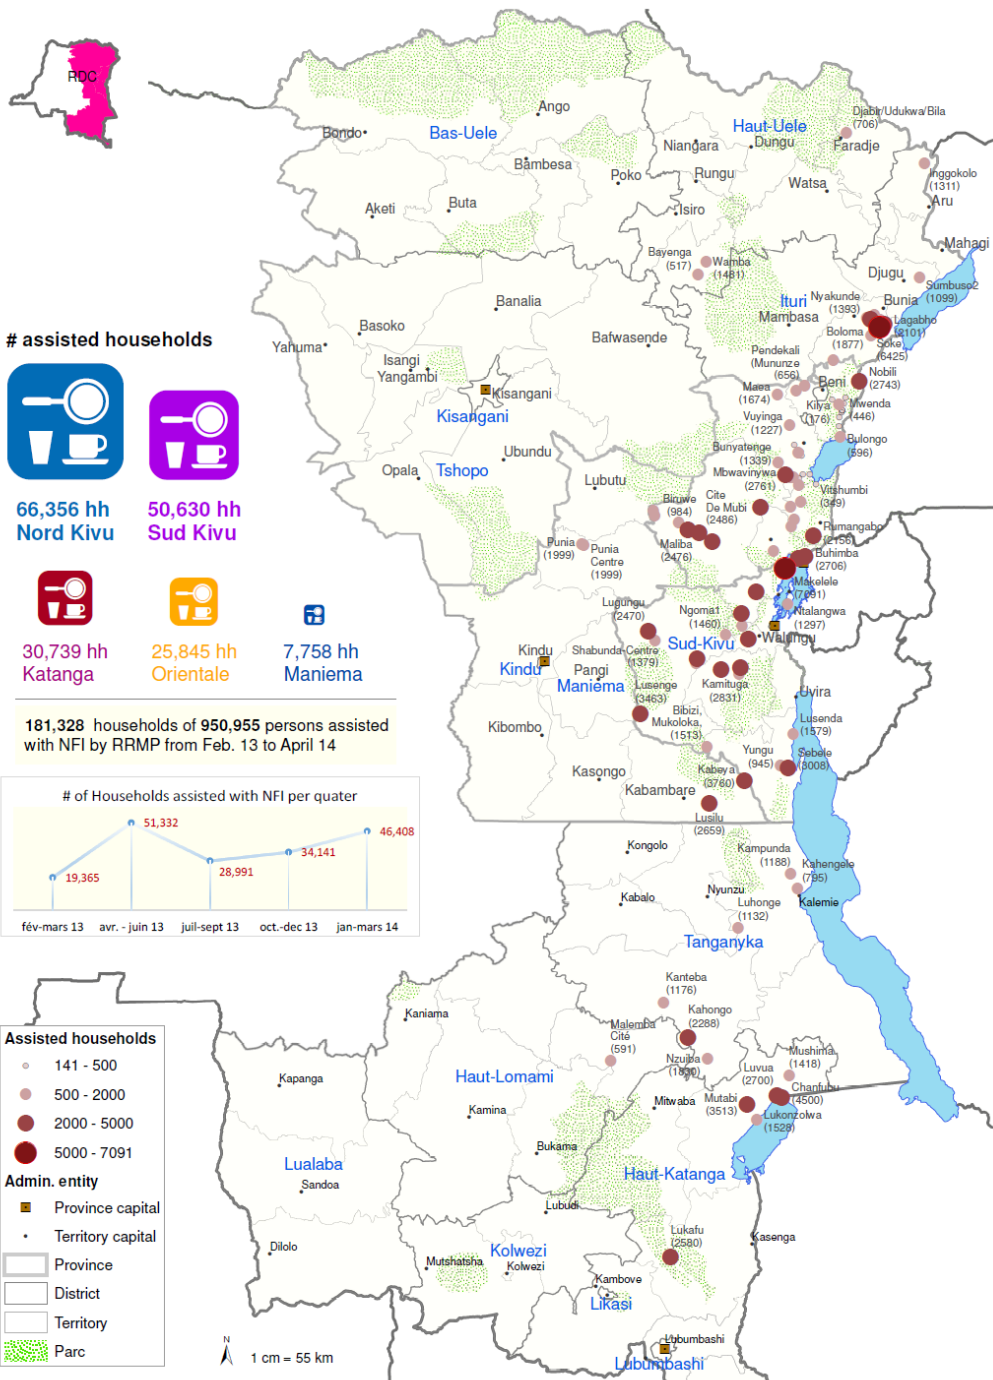 RDC
# assisted households
66,356 hh
Nord Kivu
50,630 hh
Sud Kivu
30,739 hh
Katanga
25,845 hh
Orientale
7,758 hh
Maniema
181,328 households of 950,955 persons assisted
with NFI by RRMP from Feb. 13 to April 14
# of Households assisted with NFI per quater
19,365
51,332
28,991
34,141
46,408
fév-mars 13
avr. - juin 13
juil-sept 13
oct.-dec 13
jan-mars 14
Assisted households
141 - 500
500 - 2000
2000 - 5000
5000 - 7091
Admin. entity
Province capital
Territory capital
Province
District
Territory
Parc
N
1 cm = 55 km
Ango
Bondo
Bas-Uele
Bambesa
Poko
Aketi
Buta
Haut-Uele
Niangara
Dungu
Djabir/Udukwa/Bila
(706)
Faradje
Rungu
Watsa
Isiro
Inggokolo
(1311)
Aru
Mahagi
Bayenga
(517)
Wamba
(1481)
Djugu
Sumbuso2
(1099)
Ituri
Mambasa
Nyakunde
(1393)
Bunia
Lagabho
(2101)
Boloma
(1877)
Soke
(6425)
Banalia
Basoko
Yahuma
Isangi
Yangambi
Bafwasende
Kisangani
Kisangani
Ubundu
Opala
Tshopo
Lubutu
Pendekali
(Mununze
(656)
Beni
Nobili
(2743)
Maea
(1674)
Kilya
(176)
Mwenda
(446)
Vuyinga
(1227)
Bulongo
(596)
Bunyatenge
(1339)
Mbwavinywa
(2761)
Vitshumbi
(349)
Biruwe
(984)
Cite
De Mubi
(2486)
Rumangabo
(2156)
Maliba
(2476)
Buhimba
(2706)
Punia
(1999)
Punia
Centre
(1999)
Makelele
(7091)
Ntalangwa
(1297)
Lugungu
(2470)
Ngoma1
(1460)
Sud-Kivu
Walungu
Shabunda-Centre
(1379)
Kindu
Kindu
Pangi
Maniema
Lusenge
(3463)
Kamituga
(2831)
Uvira
Kibombo
Bibizi,
Mukoloka,
(1513)
Lusenda
(1579)
Yungu
(945)
Sebele
(3008)
Kasongo
Kabambare
Kabeya
(3760)
Lusilu
(2659)
Kongolo
Kampunda
(1188)
Kahengele
(795)
Kabalo
Nyunzu
Luhonge
(1132)
Kalemie
Tanganyka
Kanteba
(1176)
Kaniama
Malemba
Cité
(591)
Kahongo
(2288)
Nzujba
(1830)
Mushima
(1418)
Luvua
(2700)
Chanfubu
(4500)
Kapanga
Haut-Lomami
Mitwaba
Mutabi
(3513)
Lukonzolwa
(1528)
Kamina
Bukama
Lualaba
Sandoa
Haut-Katanga
Lubudi
Lukafu
(2580)
Kasenga
Dilolo
Mutshatsha
Kolwezi
Kolwezi
Kambove
Likasi
Lubumbashi
Lubumbashi